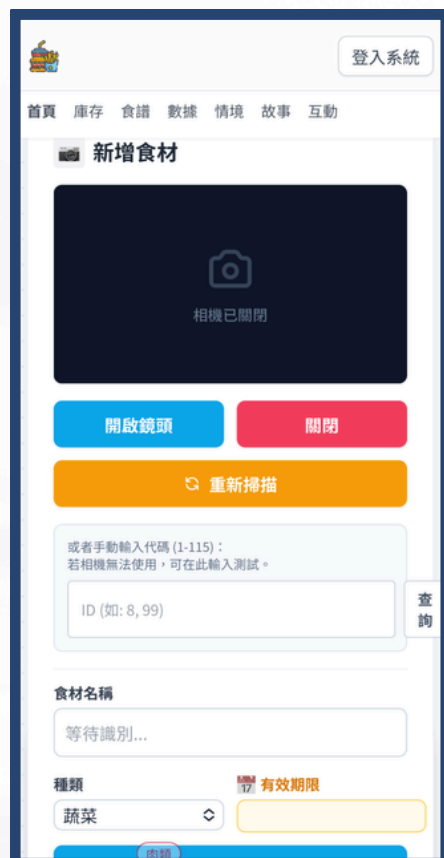 登入系統
首頁 庫存 食譜 數據 情境 故事 互動
新增食材
相機已關閉
開啟鏡頭 關閉
重新掃描
或者手動輸入代碼 (1-115)：
若相機無法使用，可在此輸入測試。
ID (如: 8, 99)
查詢
食材名稱
等待識別...
種類
17 有效期限
蔬菜
肉類